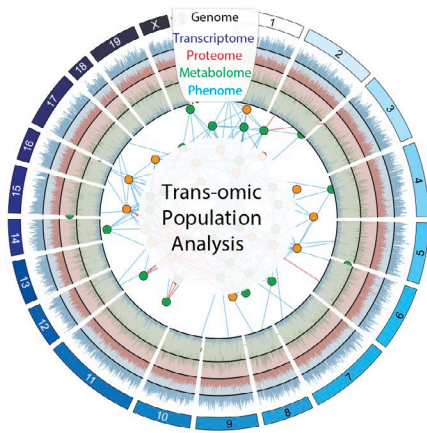 Genome
Transcriptome
Proteome
Metabolome
Phenome
Trans-omic
Population
Analysis
1
2
3
4
5
6
7
8
9
10
11
12
13
14
15
16
17
18
19
X